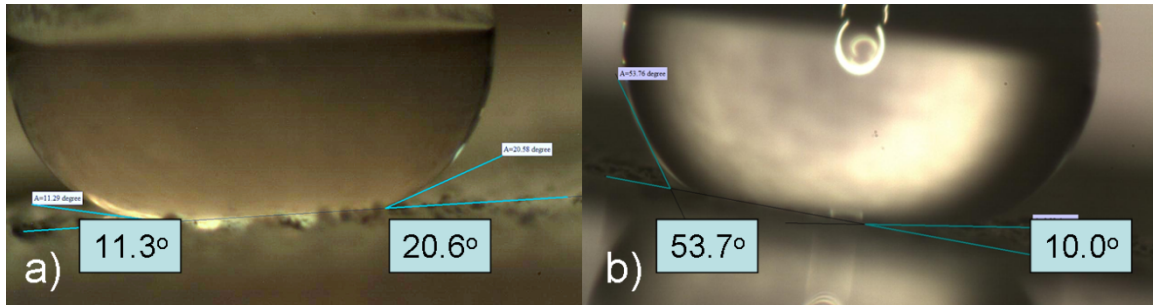 A=11.29 degree
A=20.58 degree
11.3°
20.6°
a)
A=53.76 degree
53.7°
10.0°
b)